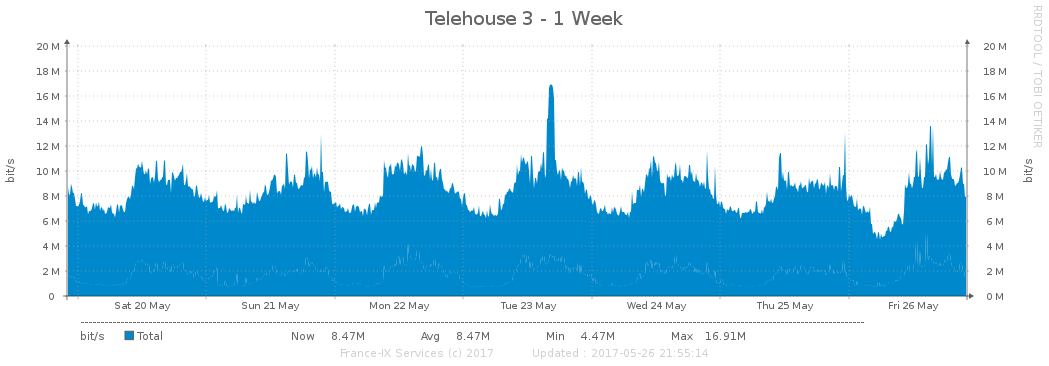 Telehouse 3 - 1 Week
RRDTOOL / TOBI OETIKER
20 M 20 M
18 M 18 M
16 M 16 M
14 M 14 M
12 M 12 M
10 M 10 M
8 M 8 M
6 M 6 M
4 M 4 M
2 M 2 M
0 0 M
bit/s
bit/s
Sat 20 May Sun 21 May Mon 22 May Tue 23 May Wed 24 May Thu 25 May Fri 26 May
bit/s Total Now 8.47M Avg 8.47M Min 4.47M Max 16.91M
France-IX Services (c) 2017 Updated : 2017-05-26 21:55:14